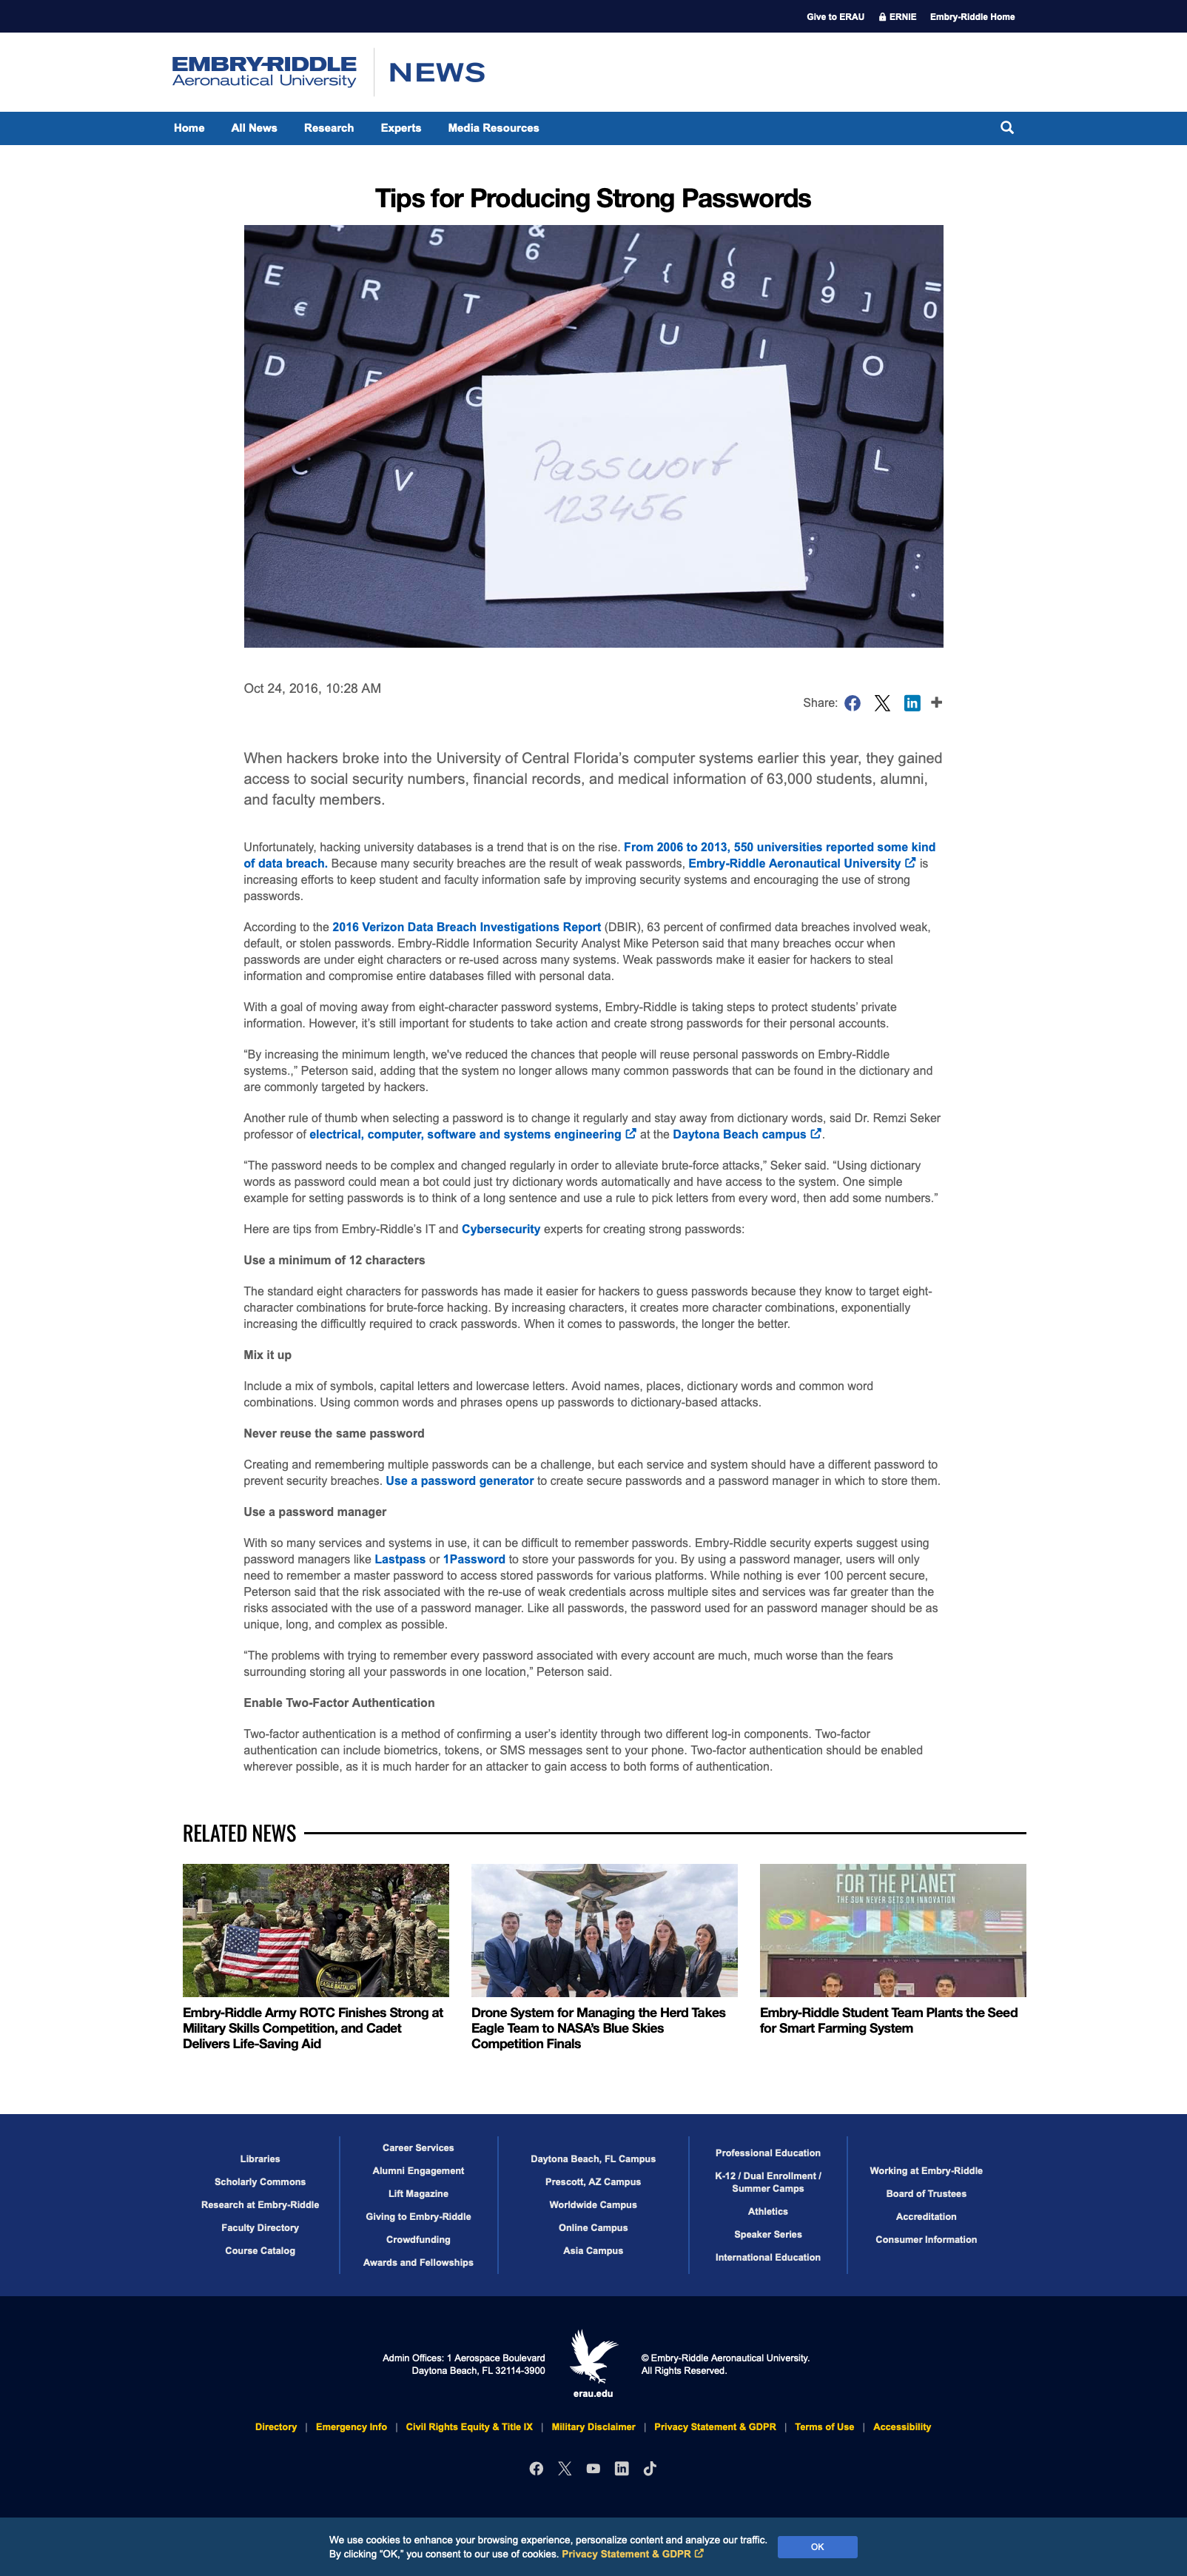 Give to ERAU ERNIE Embry-Riddle Home
EMBRY-RIDDLE
Aeronautical University
NEWS
Home All News Research Experts Media Resources
Tips for Producing Strong Passwords
4 5 & 6 / 7 { ( 8 [ ) 9 ] = 0
E € R T U I O
D F G L
C V ; : .
Passwort
123456
Oct 24, 2016, 10:28 AM
Share:
When hackers broke into the University of Central Florida’s computer systems earlier this year, they gained
access to social security numbers, financial records, and medical information of 63,000 students, alumni,
and faculty members.
Unfortunately, hacking university databases is a trend that is on the rise. From 2006 to 2013, 550 universities reported some kind
of data breach. Because many security breaches are the result of weak passwords, Embry-Riddle Aeronautical University is
increasing efforts to keep student and faculty information safe by improving security systems and encouraging the use of strong
passwords.
According to the 2016 Verizon Data Breach Investigations Report (DBIR), 63 percent of confirmed data breaches involved weak,
default, or stolen passwords. Embry-Riddle Information Security Analyst Mike Peterson said that many breaches occur when
passwords are under eight characters or re-used across many systems. Weak passwords make it easier for hackers to steal
information and compromise entire databases filled with personal data.
With a goal of moving away from eight-character password systems, Embry-Riddle is taking steps to protect students’ private
information. However, it’s still important for students to take action and create strong passwords for their personal accounts.
“By increasing the minimum length, we've reduced the chances that people will reuse personal passwords on Embry-Riddle
systems.,” Peterson said, adding that the system no longer allows many common passwords that can be found in the dictionary and
are commonly targeted by hackers.
Another rule of thumb when selecting a password is to change it regularly and stay away from dictionary words, said Dr. Remzi Seker
professor of electrical, computer, software and systems engineering at the Daytona Beach campus .
“The password needs to be complex and changed regularly in order to alleviate brute-force attacks,” Seker said. “Using dictionary
words as password could mean a bot could just try dictionary words automatically and have access to the system. One simple
example for setting passwords is to think of a long sentence and use a rule to pick letters from every word, then add some numbers.”
Here are tips from Embry-Riddle’s IT and Cybersecurity experts for creating strong passwords:
Use a minimum of 12 characters
The standard eight characters for passwords has made it easier for hackers to guess passwords because they know to target eight-
character combinations for brute-force hacking. By increasing characters, it creates more character combinations, exponentially
increasing the difficultly required to crack passwords. When it comes to passwords, the longer the better.
Mix it up
Include a mix of symbols, capital letters and lowercase letters. Avoid names, places, dictionary words and common word
combinations. Using common words and phrases opens up passwords to dictionary-based attacks.
Never reuse the same password
Creating and remembering multiple passwords can be a challenge, but each service and system should have a different password to
prevent security breaches. Use a password generator to create secure passwords and a password manager in which to store them.
Use a password manager
With so many services and systems in use, it can be difficult to remember passwords. Embry-Riddle security experts suggest using
password managers like Lastpass or 1Password to store your passwords for you. By using a password manager, users will only
need to remember a master password to access stored passwords for various platforms. While nothing is ever 100 percent secure,
Peterson said that the risk associated with the re-use of weak credentials across multiple sites and services was far greater than the
risks associated with the use of a password manager. Like all passwords, the password used for an password manager should be as
unique, long, and complex as possible.
“The problems with trying to remember every password associated with every account are much, much worse than the fears
surrounding storing all your passwords in one location,” Peterson said.
Enable Two-Factor Authentication
Two-factor authentication is a method of confirming a user’s identity through two different log-in components. Two-factor
authentication can include biometrics, tokens, or SMS messages sent to your phone. Two-factor authentication should be enabled
wherever possible, as it is much harder for an attacker to gain access to both forms of authentication.
RELATED NEWS
EAGLE BATTALION
FOR THE PLANET
THE SUN NEVER SETS ON INNOVATION
Embry-Riddle Army ROTC Finishes Strong at
Military Skills Competition, and Cadet
Delivers Life-Saving Aid
Drone System for Managing the Herd Takes
Eagle Team to NASA’s Blue Skies
Competition Finals
Embry-Riddle Student Team Plants the Seed
for Smart Farming System
Libraries
Scholarly Commons
Research at Embry-Riddle
Faculty Directory
Course Catalog
Career Services
Alumni Engagement
Lift Magazine
Giving to Embry-Riddle
Crowdfunding
Awards and Fellowships
Daytona Beach, FL Campus
Prescott, AZ Campus
Worldwide Campus
Online Campus
Asia Campus
Professional Education
K-12 / Dual Enrollment /
Summer Camps
Athletics
Speaker Series
International Education
Working at Embry-Riddle
Board of Trustees
Accreditation
Consumer Information
Admin Offices: 1 Aerospace Boulevard
Daytona Beach, FL 32114-3900
erau.edu
© Embry-Riddle Aeronautical University.
All Rights Reserved.
Directory | Emergency Info | Civil Rights Equity & Title IX | Military Disclaimer | Privacy Statement & GDPR | Terms of Use | Accessibility
We use cookies to enhance your browsing experience, personalize content and analyze our traffic.
By clicking “OK,” you consent to our use of cookies. Privacy Statement & GDPR
OK